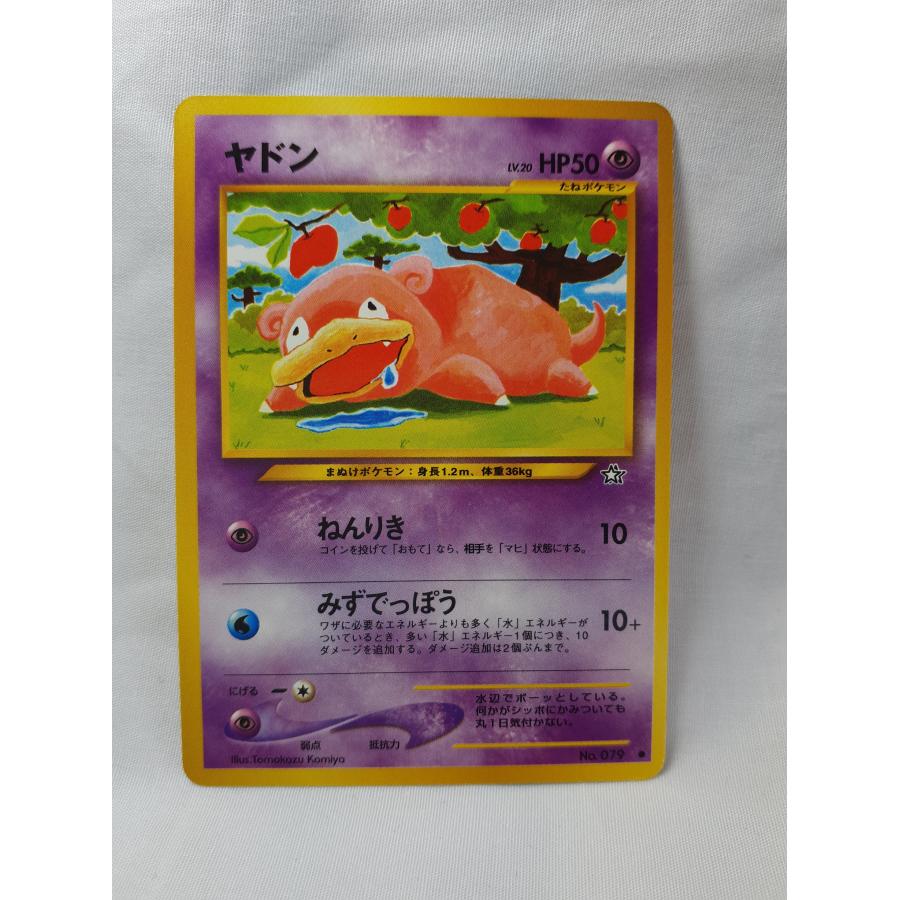 ヤドン
LV.20 HP50
たねポケモン
まぬけポケモン：身長1.2m、体重36kg
ねんりき 10
コインを投げて「おもて」なら、相手を「マヒ」状態にする。
みずでっぽう 10+
ワザに必要なエネルギーよりも多く「水」エネルギーが
ついているとき、多い「水」エネルギー1個につき、10
ダメージを追加する。ダメージ追加は2個ぶんまで。
にげる
弱点 抵抗力
水辺でボーッとしている。
何かがシッポにかみついても
丸1日気付かない。
Illus.Tomokazu Komiya
No. 079